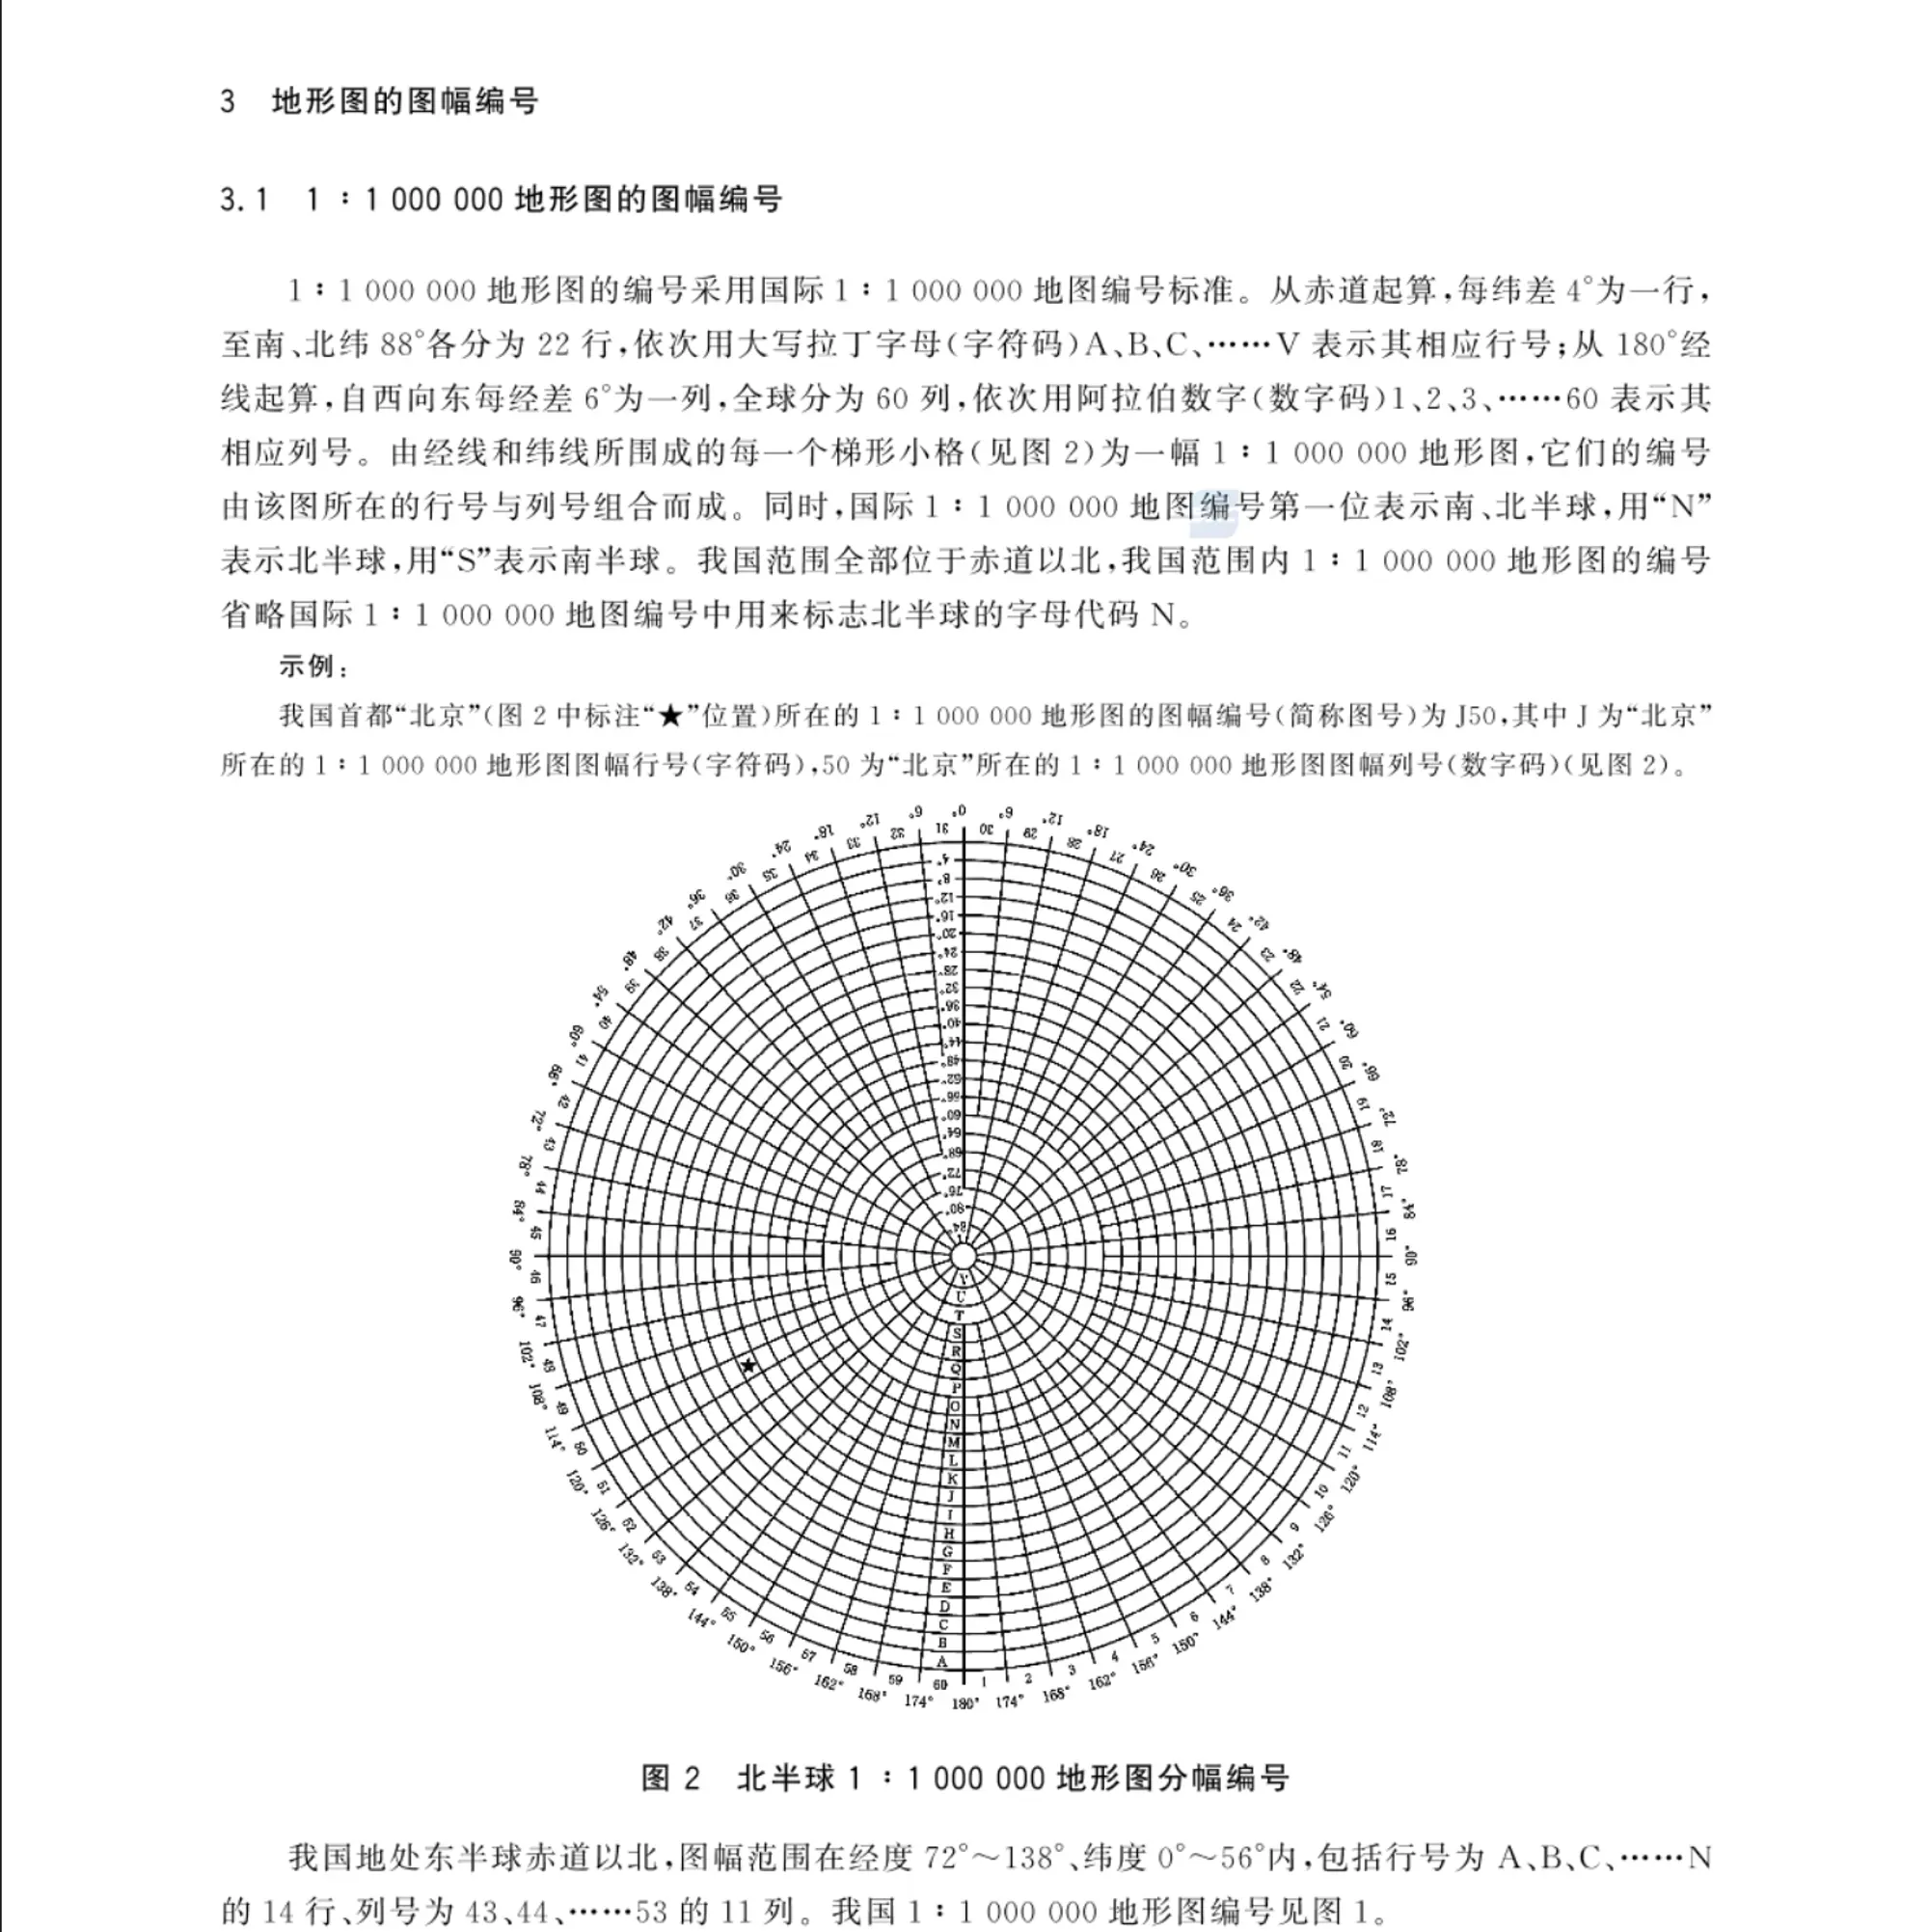 3 地形图的图幅编号
3.1 1∶1 000 000 地形图的图幅编号
1∶1 000 000 地形图的编号采用国际 1∶1 000 000 地图编号标准。从赤道起算,每纬差 4°为一行,
至南、北纬 88°各分为 22 行,依次用大写拉丁字母(字符码)A、B、C、……V 表示其相应行号;从 180°经
线起算,自西向东每经差 6°为一列,全球分为 60 列,依次用阿拉伯数字(数字码)1、2、3、……60 表示其
相应列号。由经线和纬线所围成的每一个梯形小格(见图 2)为一幅 1∶1 000 000 地形图,它们的编号
由该图所在的行号与列号组合而成。同时,国际 1∶1 000 000 地图编号第一位表示南、北半球,用“N”
表示北半球,用“S”表示南半球。我国范围全部位于赤道以北,我国范围内 1∶1 000 000 地形图的编号
省略国际 1∶1 000 000 地图编号中用来标志北半球的字母代码 N。
示例:
我国首都“北京”(图 2 中标注“★”位置)所在的 1∶1 000 000 地形图的图幅编号(简称图号)为 J50,其中 J 为“北京”
所在的 1∶1 000 000 地形图图幅行号(字符码),50 为“北京”所在的 1∶1 000 000 地形图图幅列号(数字码)(见图 2)。
0° 6° 12° 18° 24° 30° 36° 42° 48° 54° 60° 66° 72° 78° 84° 90° 96° 102° 108° 114° 120° 126° 132° 138° 144° 150° 156° 162° 168° 174° 180°
174° 168° 162° 156° 150° 144° 138° 132° 126° 120° 114° 108° 102° 96° 90° 84° 78° 72° 66° 60° 54° 48° 42° 36° 30° 24° 18° 12° 6°
30 29 28 27 26 25 24 23 22 21 20 19 18 17 16 15 14 13 12 11 10 9 8 7 6 5 4 3 2 1
60 59 58 57 56 55 54 53 52 51 50 49 48 47 46 45 44 43 42 41 40 39 38 37 36 35 34 33 32 31
4° 8° 12° 16° 20° 24° 28° 32° 36° 40° 44° 48° 52° 56° 60° 64° 68° 72° 76° 80° 84°
V
U
T
S
R
Q
P
O
N
M
L
K
J
I
H
G
F
E
D
C
B
A
图 2 北半球 1∶1 000 000 地形图分幅编号
我国地处东半球赤道以北,图幅范围在经度 72°～138°、纬度 0°～56°内,包括行号为 A、B、C、……N
的 14 行、列号为 43、44、……53 的 11 列。我国 1∶1 000 000 地形图编号见图 1。